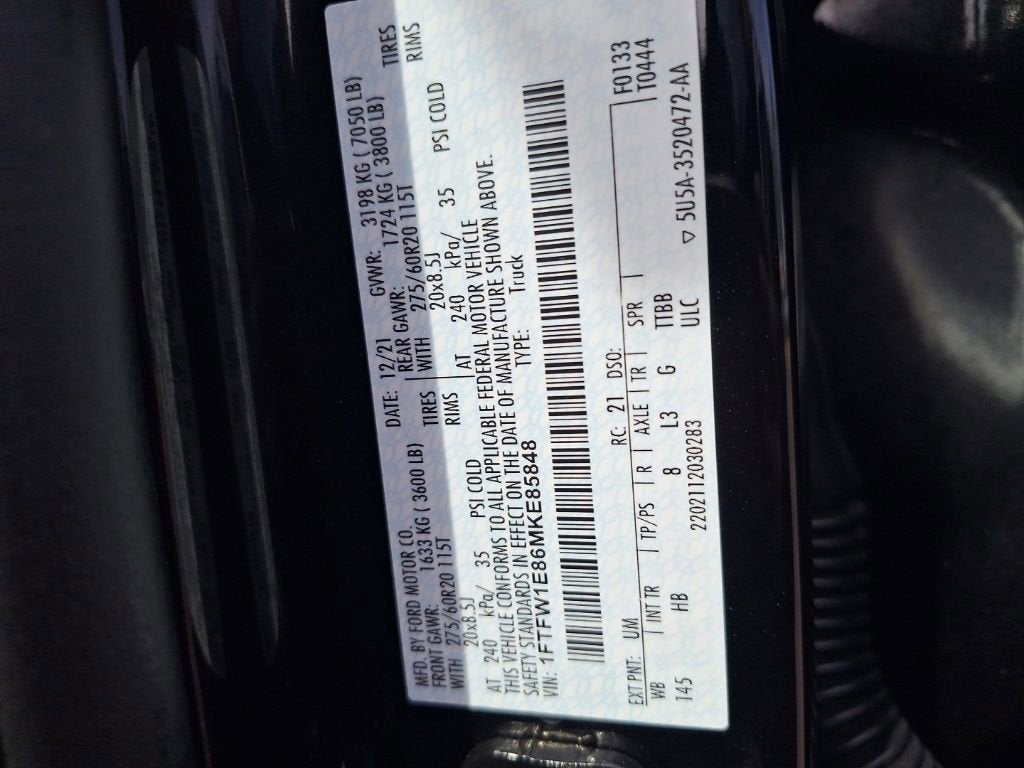 MFD. BY FORD MOTOR CO. DATE: 12/21 GVWR: 3198 KG ( 7050 LB)
FRONT GAWR: 1633 KG ( 3600 LB) REAR GAWR: 1724 KG ( 3800 LB)
WITH 275/60R20 115T TIRES WITH 275/60R20 115T TIRES
20x8.5J RIMS 20x8.5J RIMS
AT 240 kPa/ 35 PSI COLD AT 240 kPa/ 35 PSI COLD
THIS VEHICLE CONFORMS TO ALL APPLICABLE FEDERAL MOTOR VEHICLE
SAFETY STANDARDS IN EFFECT ON THE DATE OF MANUFACTURE SHOWN ABOVE.
VIN: 1FTFW1E86MKE85848 TYPE: Truck
EXT PNT: UM RC: 21 DSO: F0133
WB INT TR TP/PS R AXLE TR SPR T0444
145 HB 8 L3 G TTBB
2202112030283 ULC ▽ 5U5A-3520472-AA